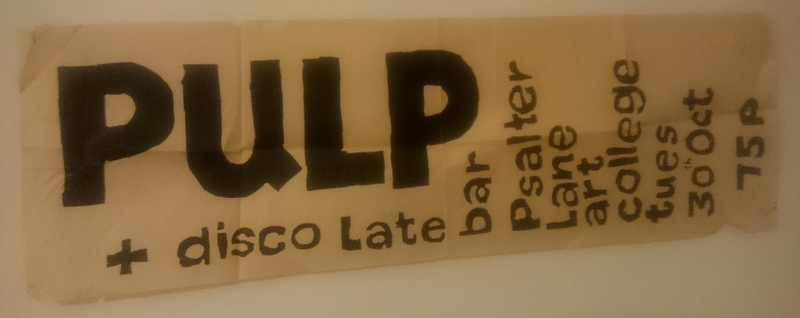 PULP
+ disco Late
bar
Psalter
Lane
art
college
tues
30th Oct
75P